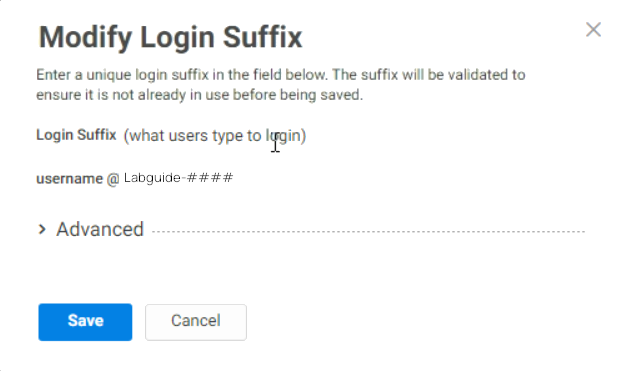 Modify Login Suffix
Enter a unique login suffix in the field below. The suffix will be validated to
ensure it is not already in use before being saved.
Login Suffix (what users type to login)
username @ Labguide-####
Advanced
Save Cancel